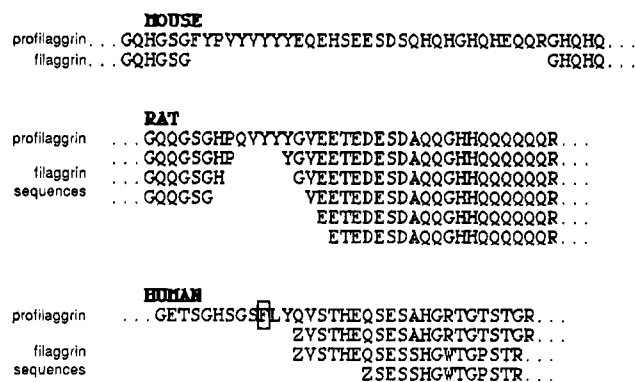 MOUSE
profilaggrin . . . GQHGSGFYPVYYYYYEQEHSEESDSQHQHGHQHEQQRGHQHQ . . .
filaggrin . . . GQHGSG GHQHQ . . .
RAT
profilaggrin . . . GQQGSGHPQVYYYGVEETEDESDAQQGHHQQQQQQR . . .
. . . GQQGSGHP YGVEETEDESDAQQGHHQQQQQQR . . .
filaggrin . . . GQQGSGH GVEETEDESDAQQGHHQQQQQQR . . .
sequences . . . GQQGSG VEETEDESDAQQGHHQQQQQQR . . .
EETEDESDAQQGHHQQQQQQR . . .
ETEDESDAQQGHHQQQQQQR . . .
HUMAN
profilaggrin . . . GETSGHSGSFLYQVSTHEQSESAHGRTGTSTGR . . .
ZVSTHEQSESAHGRTGTSTGR . . .
filaggrin ZVSTHEQSESSHGWTGPSTR . . .
sequences ZSESSHGWTGPSTR . . .